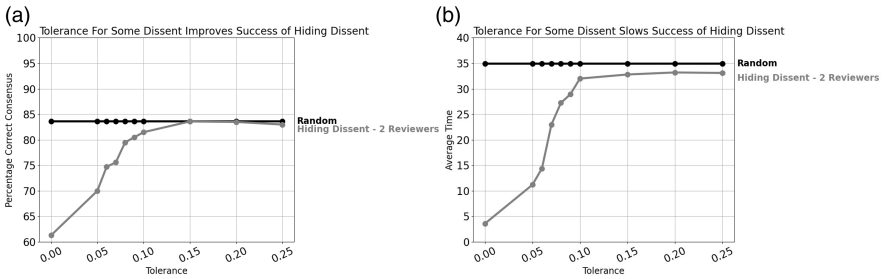 (a)
Tolerance For Some Dissent Improves Success of Hiding Dissent
Percentage Correct Consensus
100
95
90
85
80
75
70
65
60
Random
Hiding Dissent - 2 Reviewers
0.00 0.05 0.10 0.15 0.20 0.25
Tolerance
(b)
Tolerance For Some Dissent Slows Success of Hiding Dissent
Average Time
40
35
30
25
20
15
10
5
0
Random
Hiding Dissent - 2 Reviewers
0.00 0.05 0.10 0.15 0.20 0.25
Tolerance